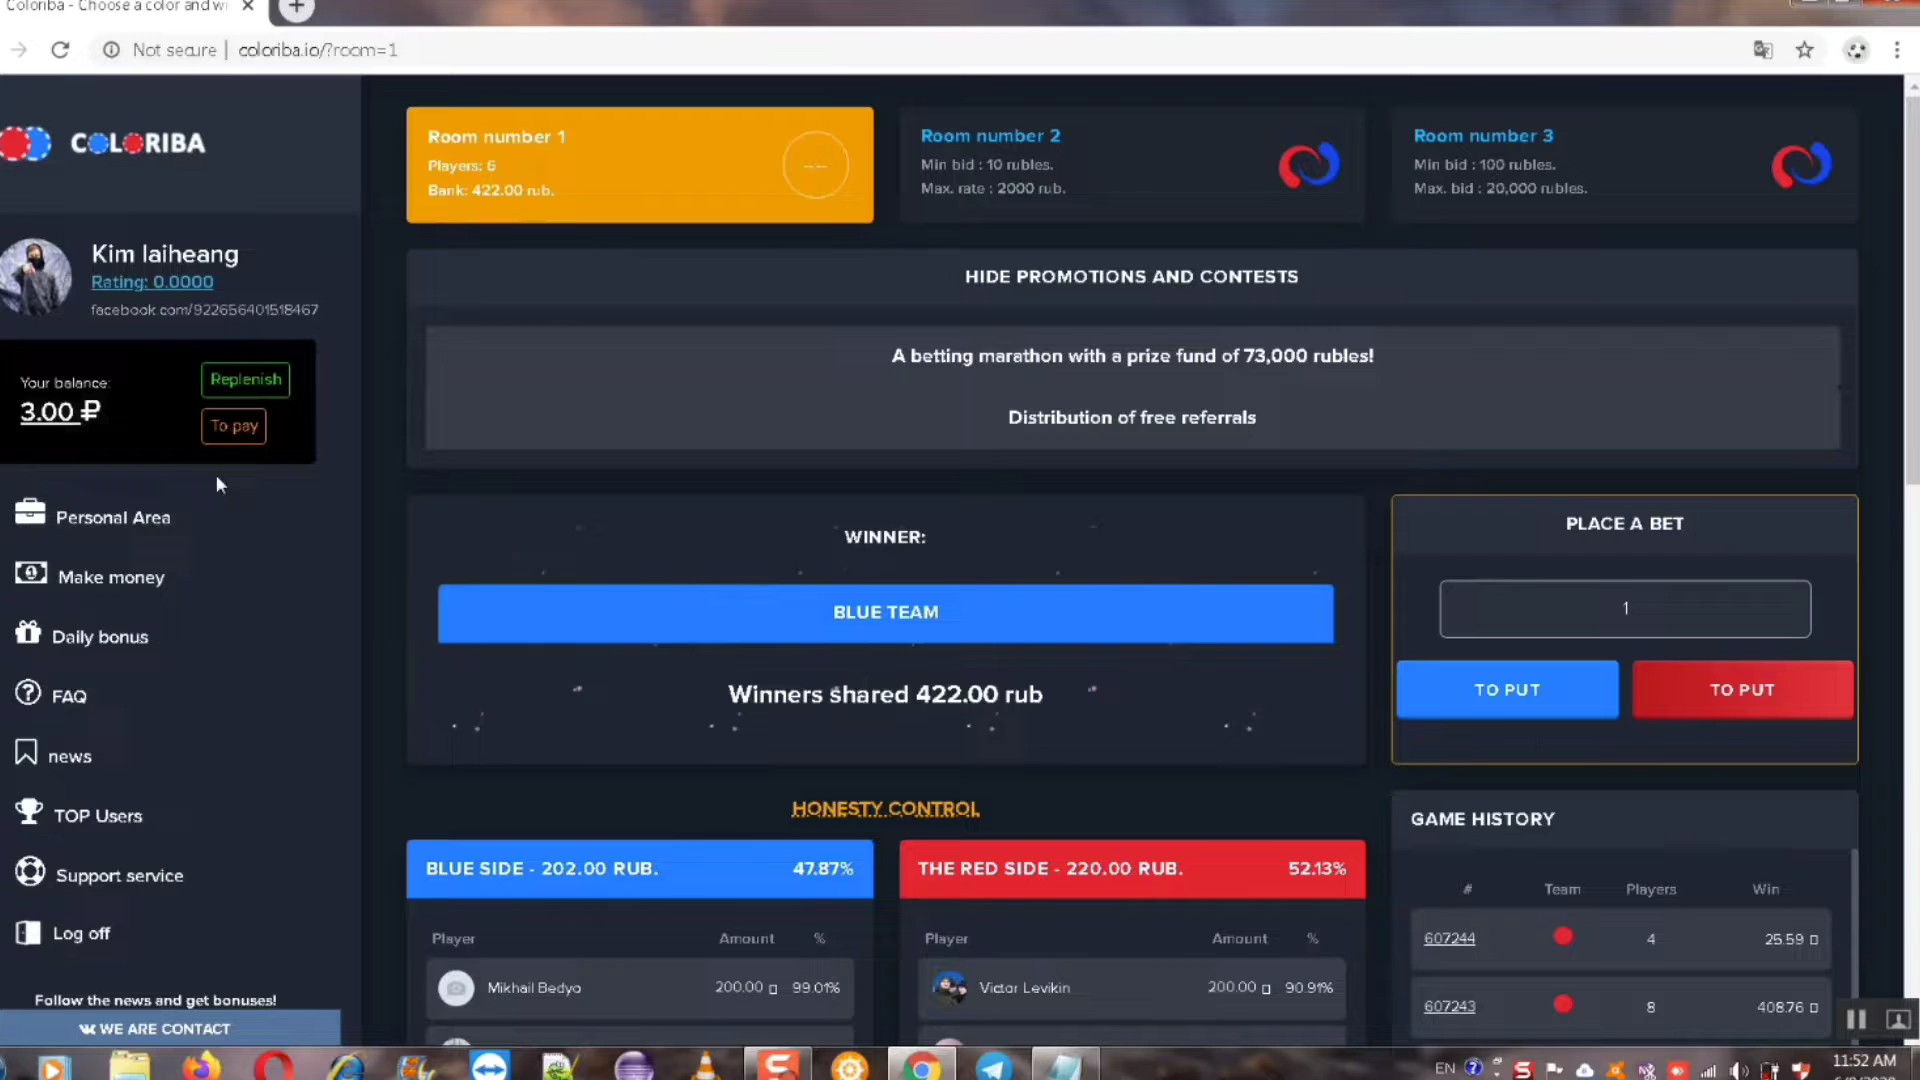 Coloriba - Choose a color and wi
Not secure | coloriba.io/?room=1
COLORIBA
Kim laiheang
Rating: 0.0000
facebook.com/922656401518467
Your balance:
3.00 ₽
Replenish
To pay
Personal Area
Make money
Daily bonus
FAQ
news
TOP Users
Support service
Log off
Follow the news and get bonuses!
WE ARE CONTACT
Room number 1
Players: 6
Bank: 422.00 rub.
--:--
Room number 2
Min bid : 10 rubles.
Max. rate : 2000 rub.
Room number 3
Min bid : 100 rubles.
Max. bid : 20,000 rubles.
HIDE PROMOTIONS AND CONTESTS
A betting marathon with a prize fund of 73,000 rubles!
Distribution of free referrals
WINNER:
BLUE TEAM
Winners shared 422.00 rub
PLACE A BET
1
TO PUT
TO PUT
HONESTY CONTROL
BLUE SIDE - 202.00 RUB. 47.87%
Player Amount %
Mikhail Bedyo 200.00 99.01%
THE RED SIDE - 220.00 RUB. 52.13%
Player Amount %
Victor Levikin 200.00 90.91%
GAME HISTORY
# Team Players Win
607244 4 25.59
607243 8 408.76
EN
11:52 AM